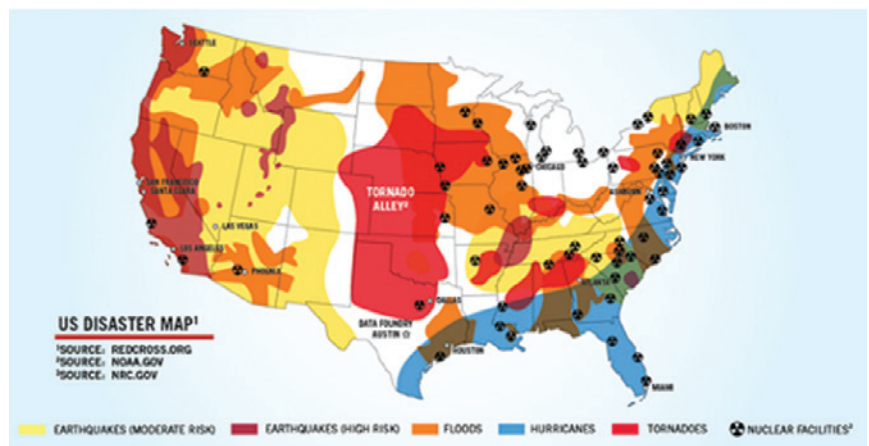 SEATTLE
BOSTON
NEW YORK
CHICAGO
ASHBURN
SAN FRANCISCO
SANTA CLARA
TORNADO
ALLEY²
LAS VEGAS
LOS ANGELES
PHOENIX
ATLANTA
DALLAS
DATA FOUNDRY
AUSTIN
HOUSTON
MIAMI
US DISASTER MAP¹
¹SOURCE: REDCROSS.ORG
²SOURCE: NOAA.GOV
³SOURCE: NRC.GOV
EARTHQUAKES (MODERATE RISK) EARTHQUAKES (HIGH RISK) FLOODS HURRICANES TORNADOES NUCLEAR FACILITIES³